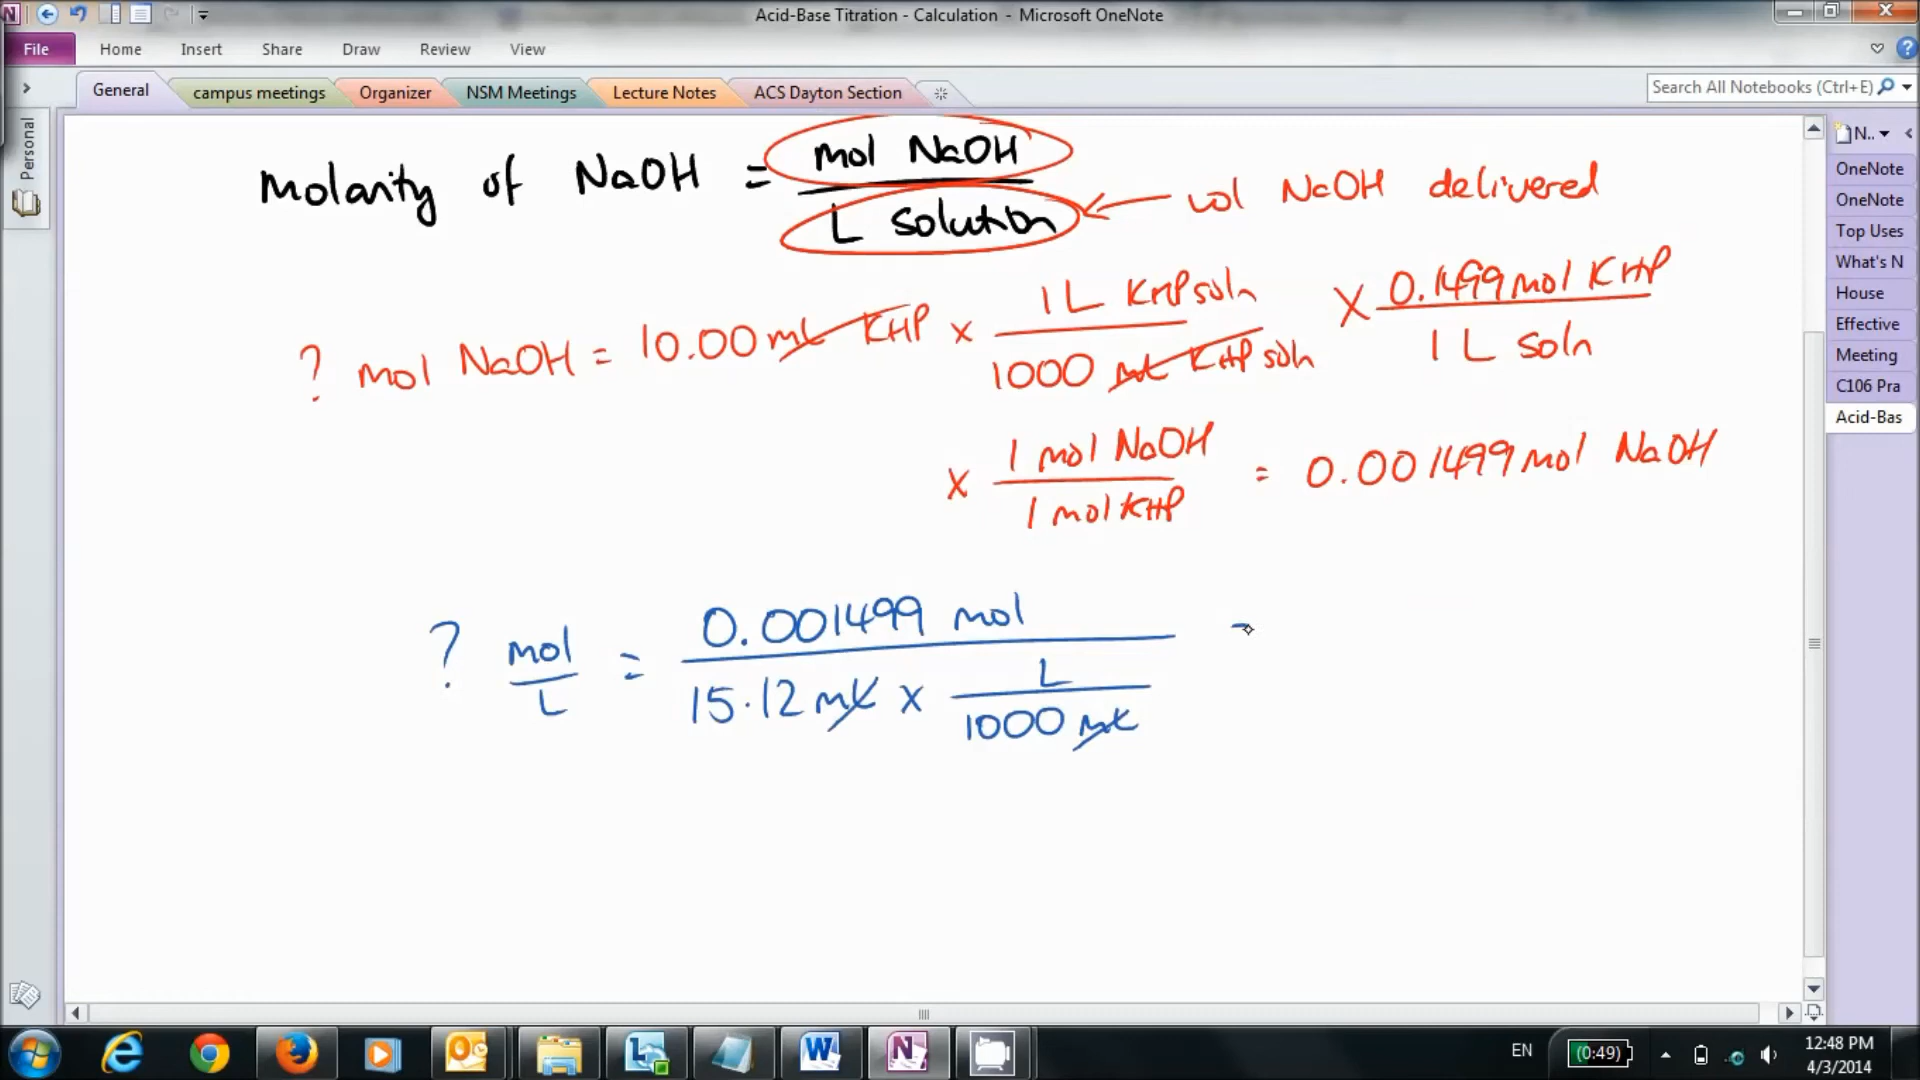 Acid-Base Titration - Calculation - Microsoft OneNote
File Home Insert Share Draw Review View
General campus meetings Organizer NSM Meetings Lecture Notes ACS Dayton Section
Search All Notebooks (Ctrl+E)
Personal
N..
OneNote
OneNote
Top Uses
What's N
House
Effective
Meeting
C106 Pra
Acid-Bas
Molarity of NaOH = mol NaOH / L solution ← vol NaOH delivered
? mol NaOH = 10.00 mL KHP x 1 L KHP soln / 1000 mL KHP soln x 0.1499 mol KHP / 1 L soln
x 1 mol NaOH / 1 mol KHP = 0.001499 mol NaOH
? mol / L = 0.001499 mol / 15.12 mL x L / 1000 mL
EN (0:49) 12:48 PM
4/3/2014